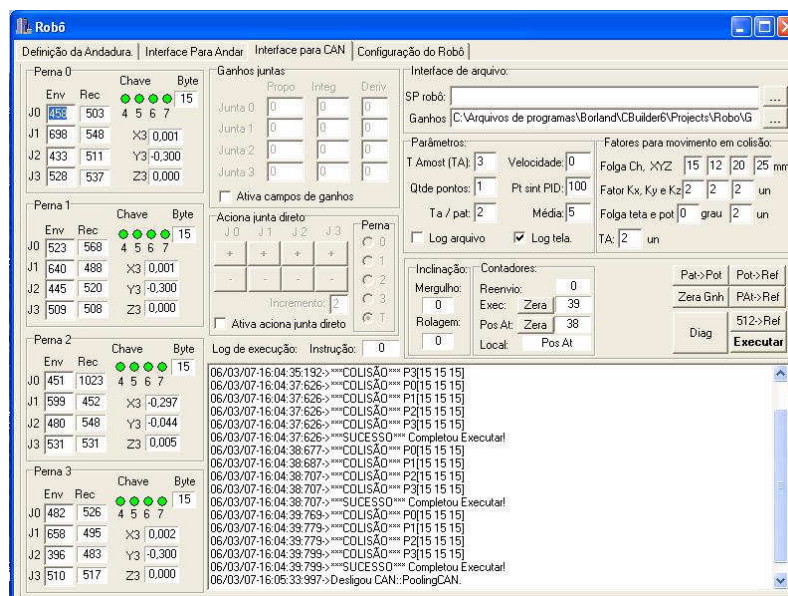 Robô
Definição da Andadura. Interface Para Andar Interface para CAN Configuração do Robô
Perna 0
Chave Byte
Env Rec 15
J0 458 503 4 5 6 7
J1 698 548 X3 0,001
J2 433 511 Y3 -0,300
J3 528 537 Z3 0,000
Perna 1
Chave Byte
Env Rec 15
J0 523 568 4 5 6 7
J1 640 488 X3 0,001
J2 445 520 Y3 -0,300
J3 509 508 Z3 0,000
Perna 2
Chave Byte
Env Rec 15
J0 451 1023 4 5 6 7
J1 599 452 X3 -0,297
J2 480 548 Y3 -0,044
J3 531 531 Z3 0,005
Perna 3
Chave Byte
Env Rec 15
J0 482 526 4 5 6 7
J1 658 495 X3 0,002
J2 396 483 Y3 -0,300
J3 510 517 Z3 0,000
Ganhos juntas
Propo Integ Deriv
Junta 0 0 0 0
Junta 1 0 0 0
Junta 2 0 0 0
Junta 3 0 0 0
Ativa campos de ganhos
Aciona junta direto
J 0 J 1 J 2 J 3
+ + + +
- - - -
Incremento: 2
Ativa aciona junta direto
Perna
0
1
2
3
T
Interface de arquivo:
SP robô: ...
Ganhos C:\Arquivos de programas\Borland\CBuilder6\Projects\Robo\G ...
Parâmetros:
T Amost (TA): 3 Velocidade: 0
Qtde pontos: 1 Pt sint PID: 100
Ta / pat: 2 Média: 5
Log arquivo Log tela.
Fatores para movimento em colisão:
Folga Ch, XYZ 15 12 20 25 mm
Fator Kx, Ky e Kz 2 2 2 un
Folga teta e pot 0 grau 2 un
TA: 2 un
Inclinação:
Mergulho:
0
Rolagem:
0
Contadores:
Reenvio: 0
Exec: Zera 39
Pos At: Zera 38
Local: Pos At
Pat->Pot Pot->Ref
Zera Gnh PAt->Ref
Diag 512->Ref
Executar
Log de execução: Instrução: 0
06/03/07-16:04:35:192->***COLISÃO*** P3[15 15 15]
06/03/07-16:04:37:626->***COLISÃO*** P0[15 15 15]
06/03/07-16:04:37:626->***COLISÃO*** P1[15 15 15]
06/03/07-16:04:37:626->***COLISÃO*** P2[15 15 15]
06/03/07-16:04:37:626->***COLISÃO*** P3[15 15 15]
06/03/07-16:04:37:626->***SUCESSO*** Completou Executar!
06/03/07-16:04:38:677->***COLISÃO*** P0[15 15 15]
06/03/07-16:04:38:687->***COLISÃO*** P1[15 15 15]
06/03/07-16:04:38:707->***COLISÃO*** P2[15 15 15]
06/03/07-16:04:38:707->***COLISÃO*** P3[15 15 15]
06/03/07-16:04:38:707->***SUCESSO*** Completou Executar!
06/03/07-16:04:39:769->***COLISÃO*** P0[15 15 15]
06/03/07-16:04:39:779->***COLISÃO*** P1[15 15 15]
06/03/07-16:04:39:779->***COLISÃO*** P2[15 15 15]
06/03/07-16:04:39:799->***COLISÃO*** P3[15 15 15]
06/03/07-16:04:39:799->***SUCESSO*** Completou Executar!
06/03/07-16:05:33:997->Desligou CAN::PoolingCAN.